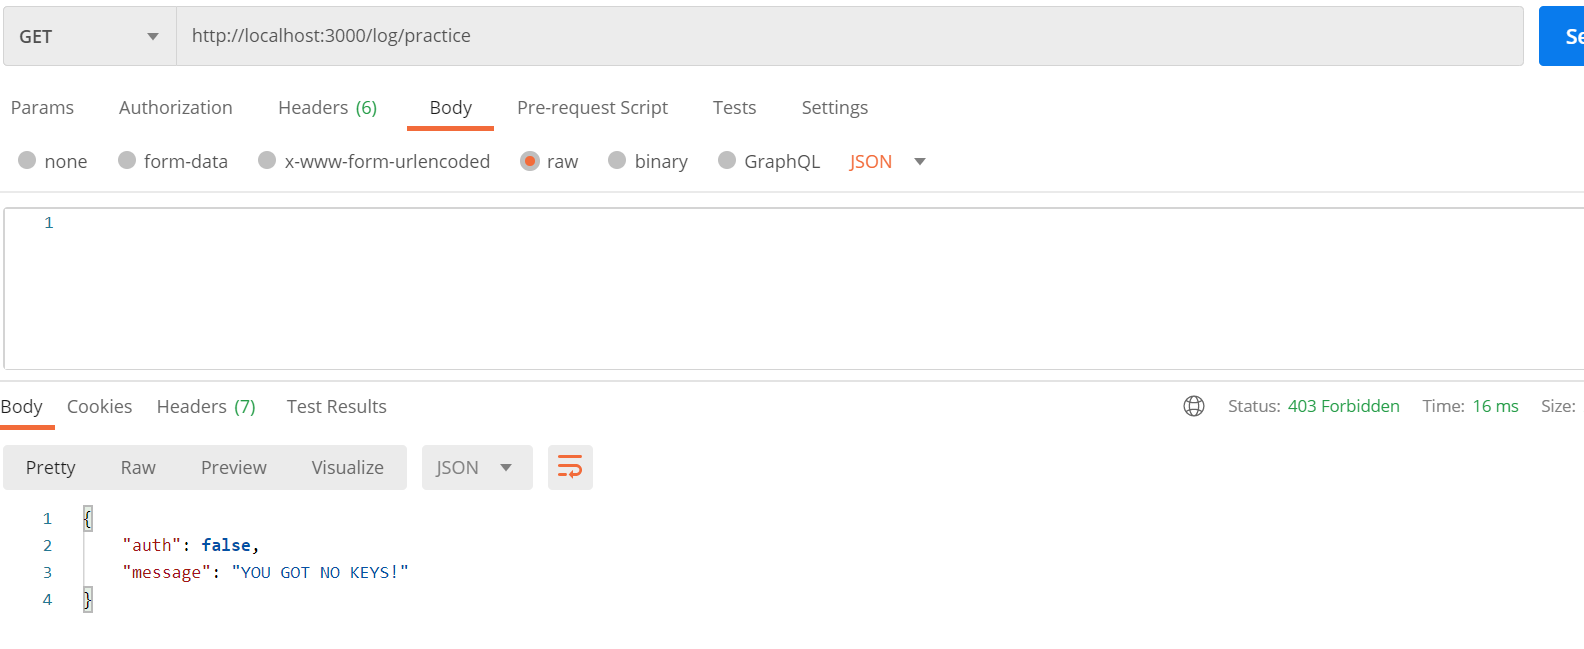 GET http://localhost:3000/log/practice Se
Params Authorization Headers (6) Body Pre-request Script Tests Settings
none form-data x-www-form-urlencoded raw binary GraphQL JSON
1
Body Cookies Headers (7) Test Results Status: 403 Forbidden Time: 16 ms Size:
Pretty Raw Preview Visualize JSON
1 {
2 "auth": false,
3 "message": "YOU GOT NO KEYS!"
4 }